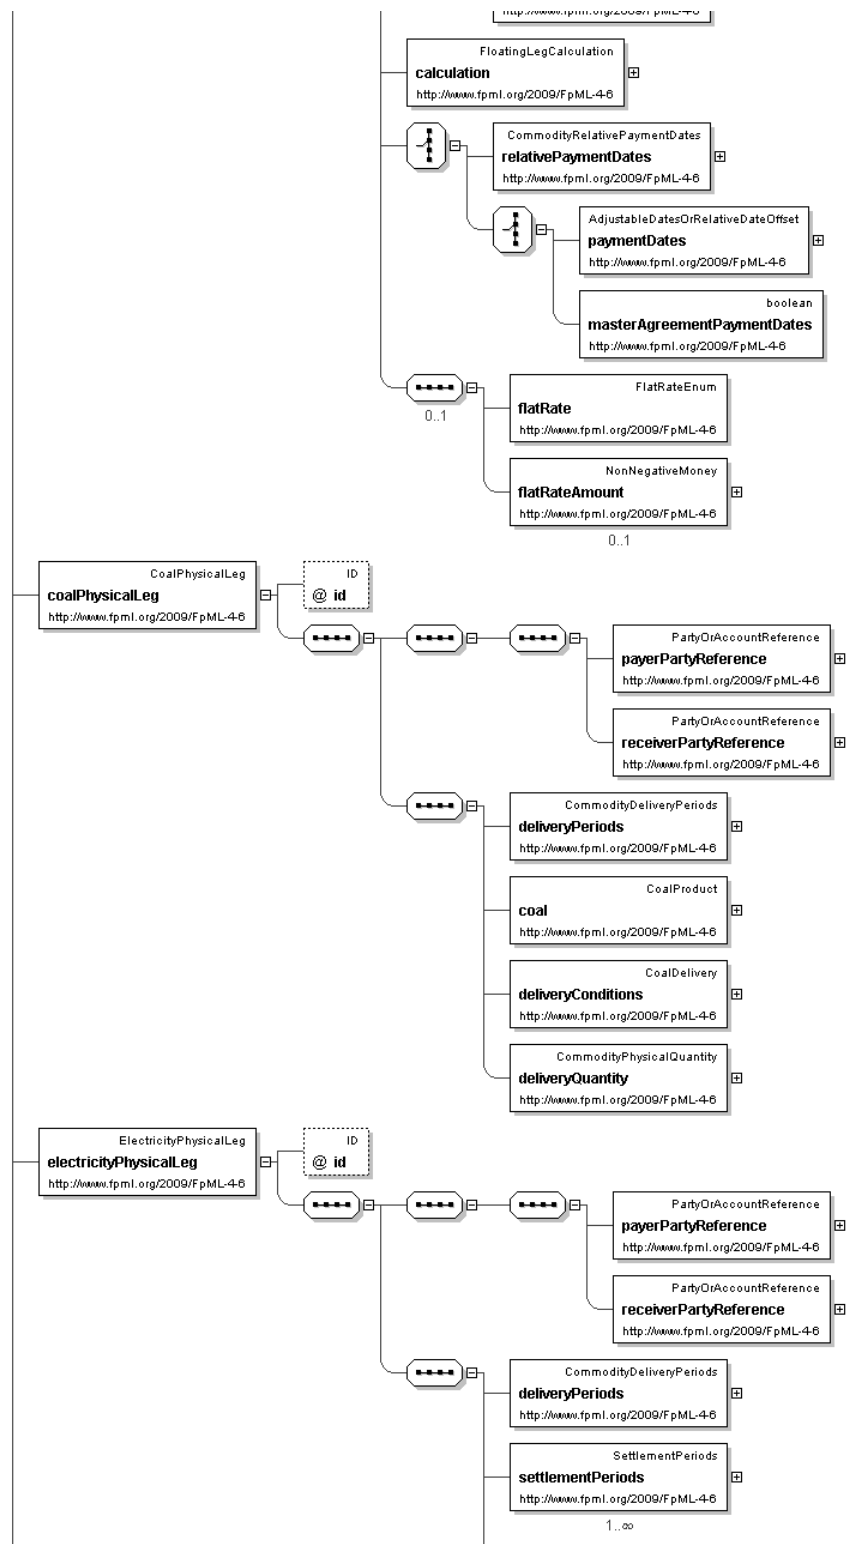 http://www.fpml.org/2009/FpML-4-6
FloatingLegCalculation
calculation
http://www.fpml.org/2009/FpML-4-6
CommodityRelativePaymentDates
relativePaymentDates
http://www.fpml.org/2009/FpML-4-6
AdjustableDatesOrRelativeDateOffset
paymentDates
http://www.fpml.org/2009/FpML-4-6
boolean
masterAgreementPaymentDates
http://www.fpml.org/2009/FpML-4-6
FlatRateEnum
flatRate
http://www.fpml.org/2009/FpML-4-6
0..1
NonNegativeMoney
flatRateAmount
http://www.fpml.org/2009/FpML-4-6
0..1
CoalPhysicalLeg
coalPhysicalLeg
http://www.fpml.org/2009/FpML-4-6
ID
@ id
PartyOrAccountReference
payerPartyReference
http://www.fpml.org/2009/FpML-4-6
PartyOrAccountReference
receiverPartyReference
http://www.fpml.org/2009/FpML-4-6
CommodityDeliveryPeriods
deliveryPeriods
http://www.fpml.org/2009/FpML-4-6
CoalProduct
coal
http://www.fpml.org/2009/FpML-4-6
CoalDelivery
deliveryConditions
http://www.fpml.org/2009/FpML-4-6
CommodityPhysicalQuantity
deliveryQuantity
http://www.fpml.org/2009/FpML-4-6
ElectricityPhysicalLeg
electricityPhysicalLeg
http://www.fpml.org/2009/FpML-4-6
ID
@ id
PartyOrAccountReference
payerPartyReference
http://www.fpml.org/2009/FpML-4-6
PartyOrAccountReference
receiverPartyReference
http://www.fpml.org/2009/FpML-4-6
CommodityDeliveryPeriods
deliveryPeriods
http://www.fpml.org/2009/FpML-4-6
SettlementPeriods
settlementPeriods
http://www.fpml.org/2009/FpML-4-6
1..∞